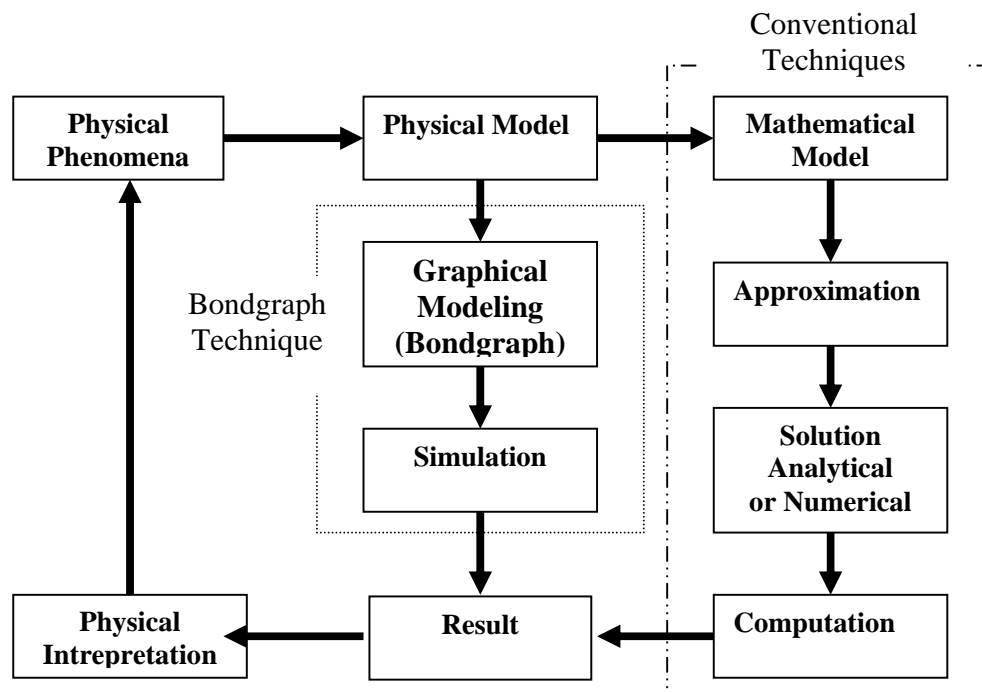 Conventional
Techniques
Physical
Phenomena
Physical Model
Mathematical
Model
Graphical
Modeling
(Bondgraph)
Bondgraph
Technique
Approximation
Simulation
Solution
Analytical
or Numerical
Physical
Intrepretation
Result
Computation